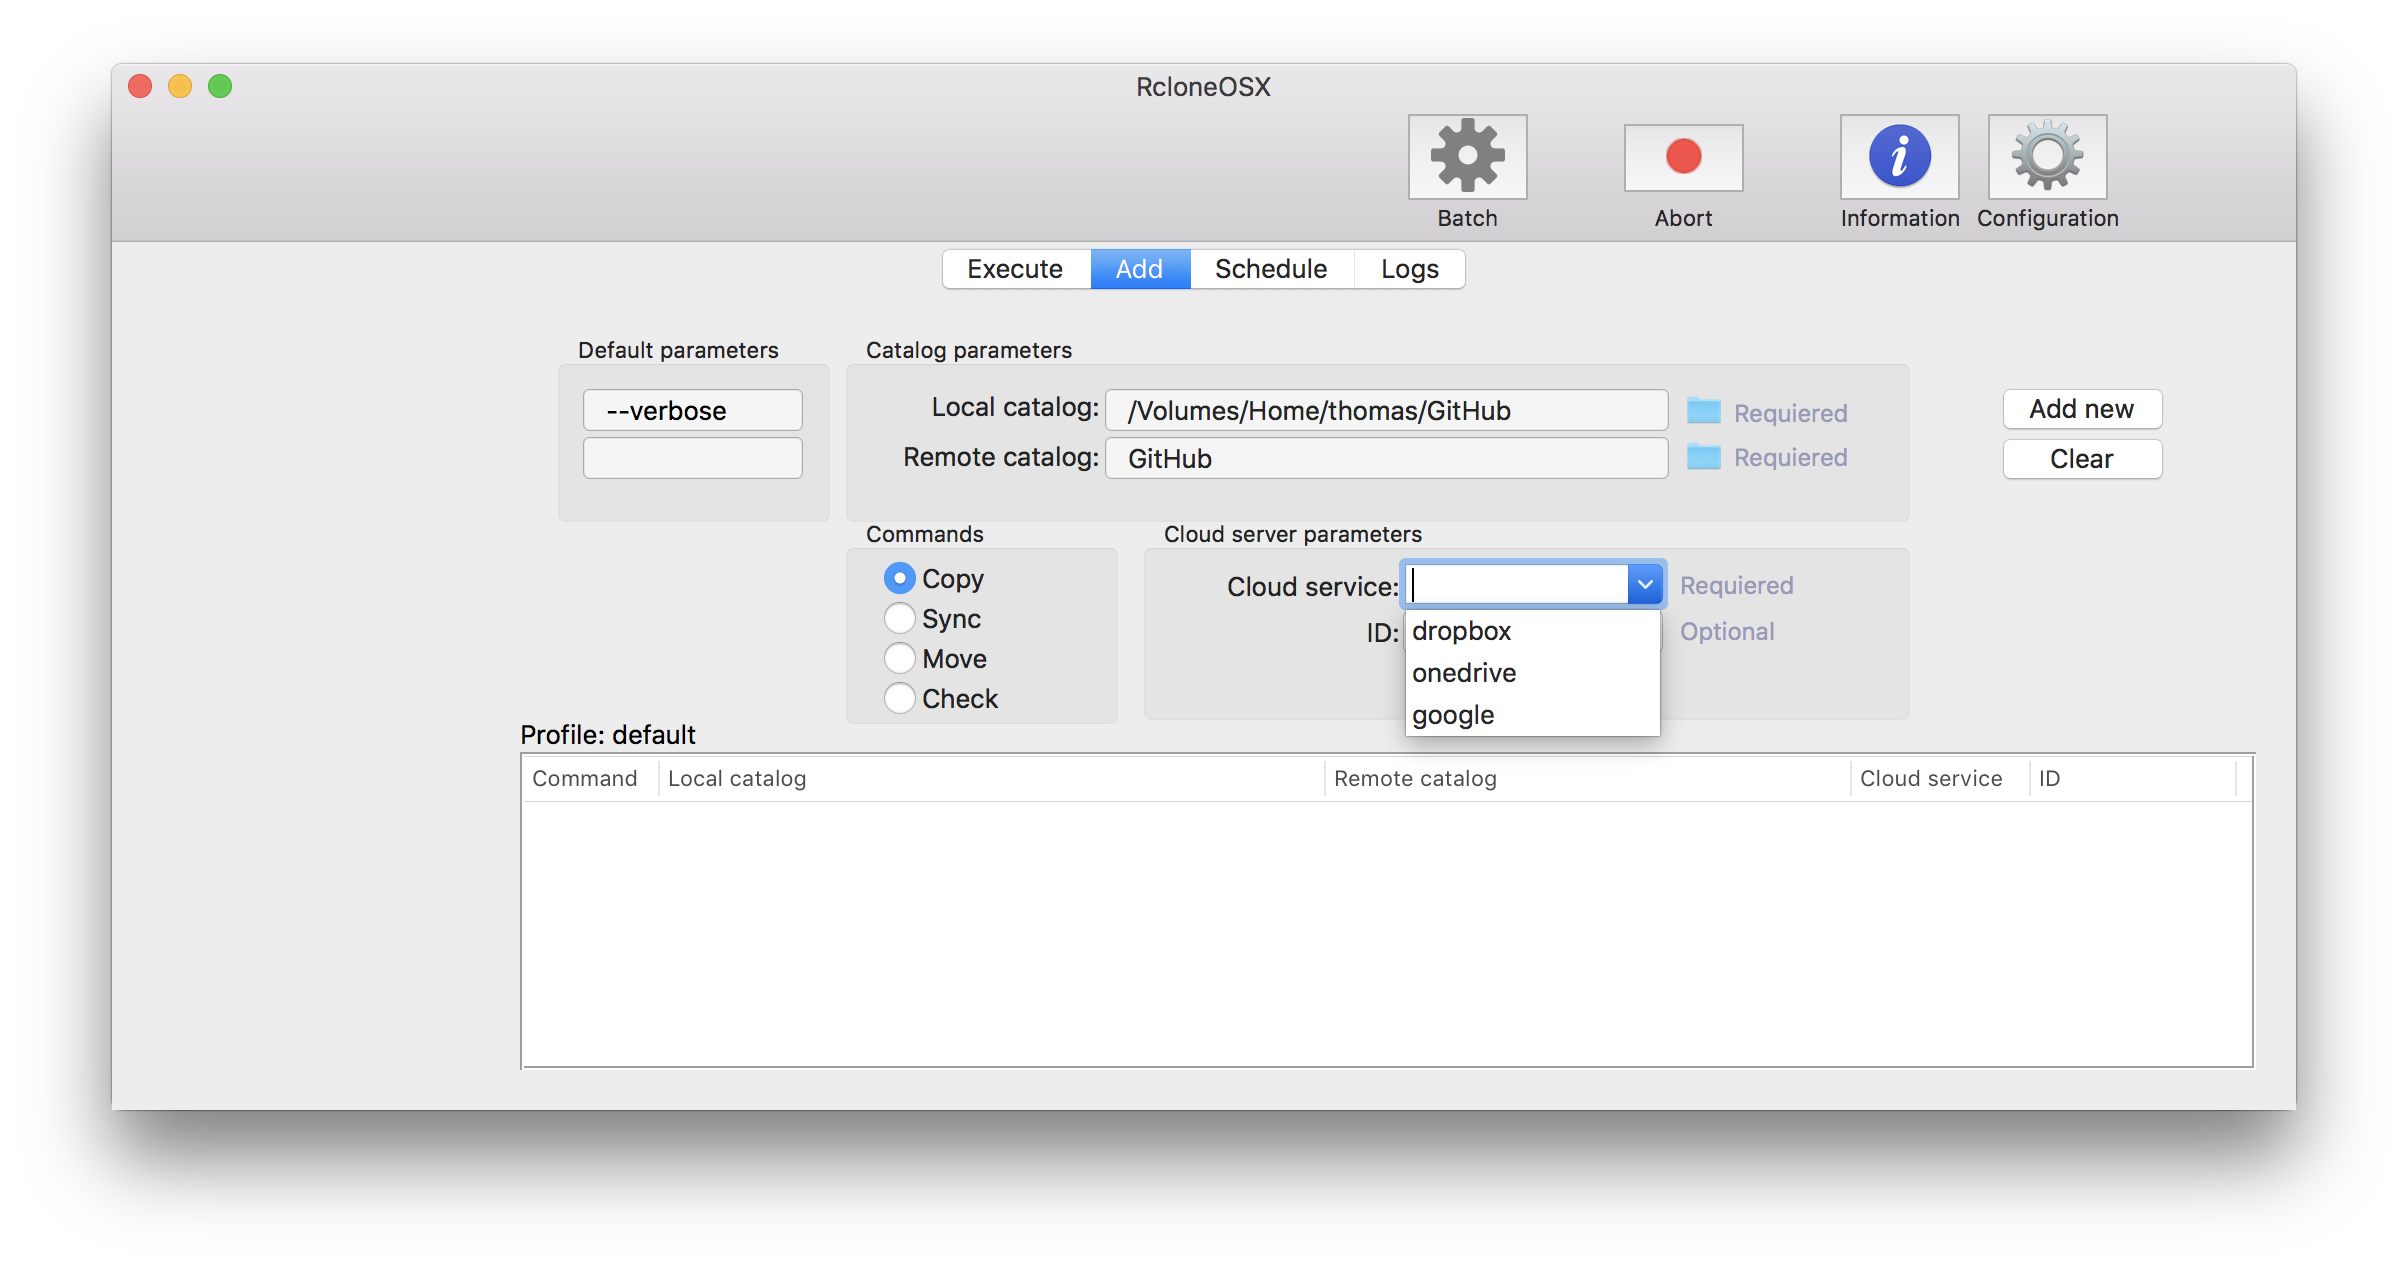 RcloneOSX
Batch
Abort
Information
Configuration
Execute
Add
Schedule
Logs
Default parameters
--verbose
Catalog parameters
Local catalog: /Volumes/Home/thomas/GitHub Requiered
Remote catalog: GitHub Requiered
Add new
Clear
Commands
Copy
Sync
Move
Check
Cloud server parameters
Cloud service: Requiered
ID: Optional
dropbox
onedrive
google
Profile: default
Command Local catalog Remote catalog Cloud service ID